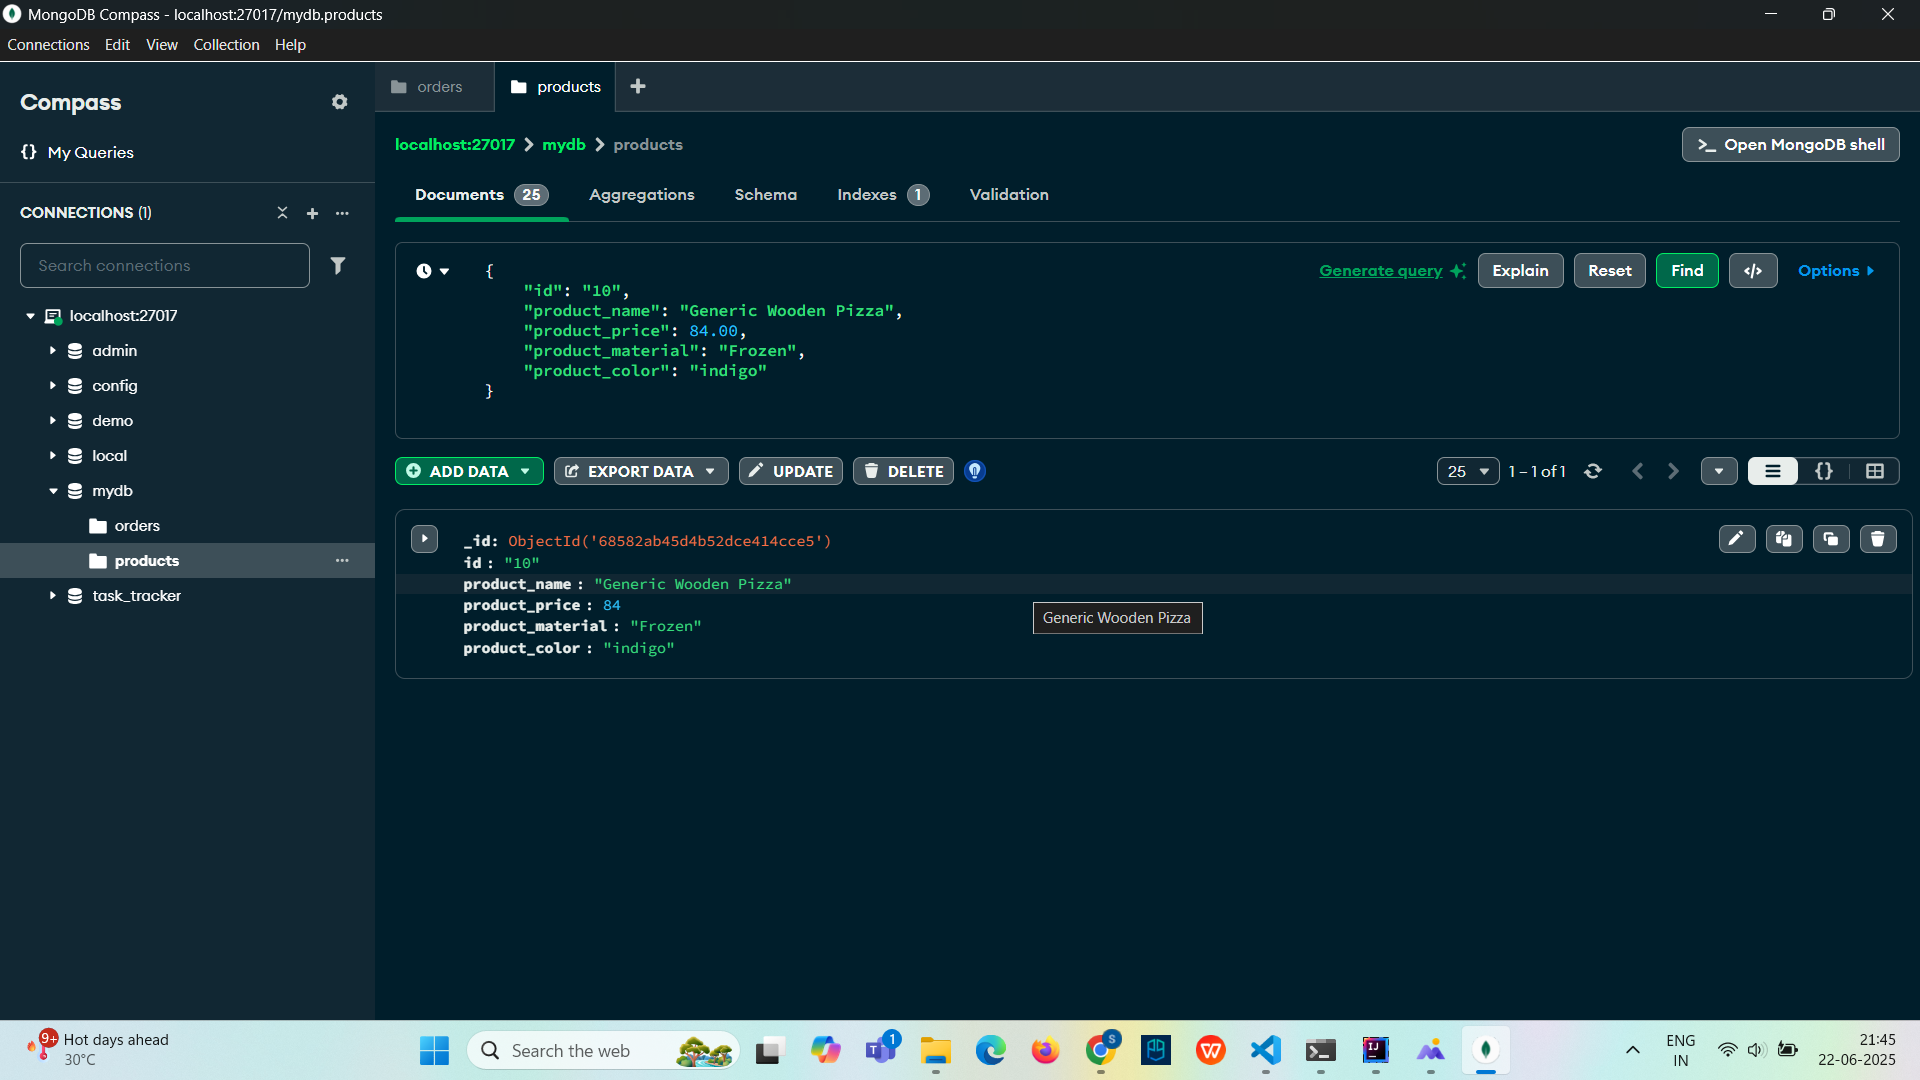 MongoDB Compass - localhost:27017/mydb.products
Connections Edit View Collection Help
Compass
{} My Queries
CONNECTIONS (1)
Search connections
localhost:27017
admin
config
demo
local
mydb
orders
products
task_tracker
orders products
localhost:27017 > mydb > products
>_ Open MongoDB shell
Documents 25 Aggregations Schema Indexes 1 Validation
Generate query Explain Reset Find </> Options
{
"id": "10",
"product_name": "Generic Wooden Pizza",
"product_price": 84.00,
"product_material": "Frozen",
"product_color": "indigo"
}
ADD DATA EXPORT DATA UPDATE DELETE 25 1 – 1 of 1 {}
_id: ObjectId('68582ab45d4b52dce414cce5')
id : "10"
product_name : "Generic Wooden Pizza"
product_price : 84
product_material : "Frozen"
product_color : "indigo"
Generic Wooden Pizza
9+ Hot days ahead
30°C
Search the web
1
S
ENG
IN
21:45
22-06-2025